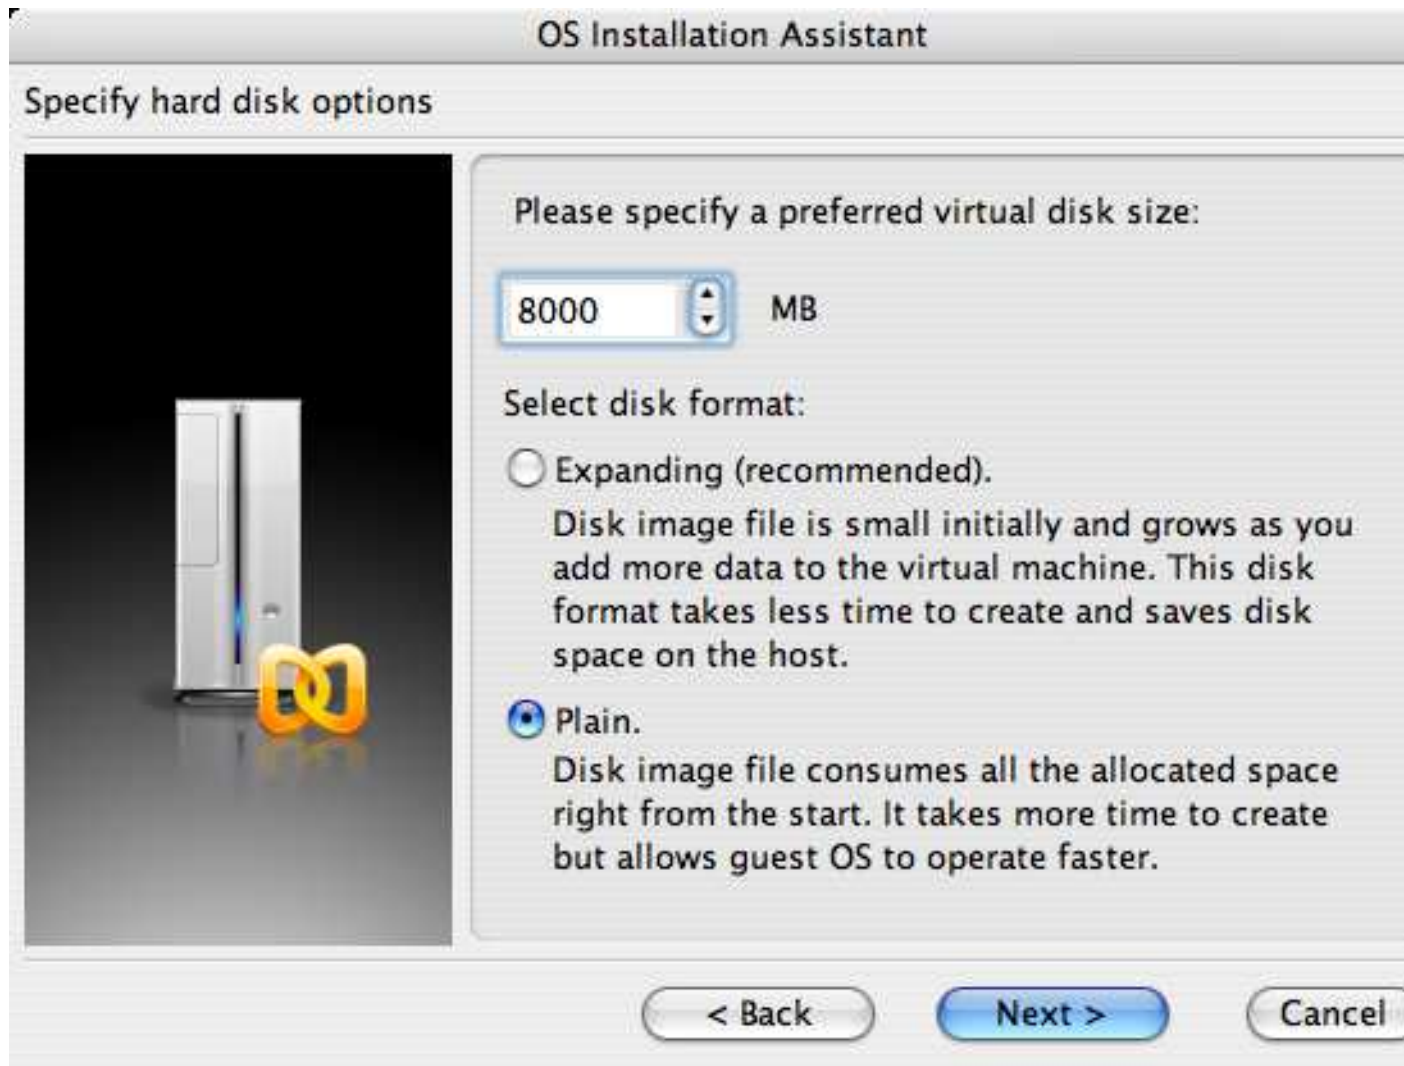 OS Installation Assistant
Specify hard disk options
Please specify a preferred virtual disk size:
8000 MB
Select disk format:
Expanding (recommended).
Disk image file is small initially and grows as you
add more data to the virtual machine. This disk
format takes less time to create and saves disk
space on the host.
Plain.
Disk image file consumes all the allocated space
right from the start. It takes more time to create
but allows guest OS to operate faster.
< Back Next > Cancel